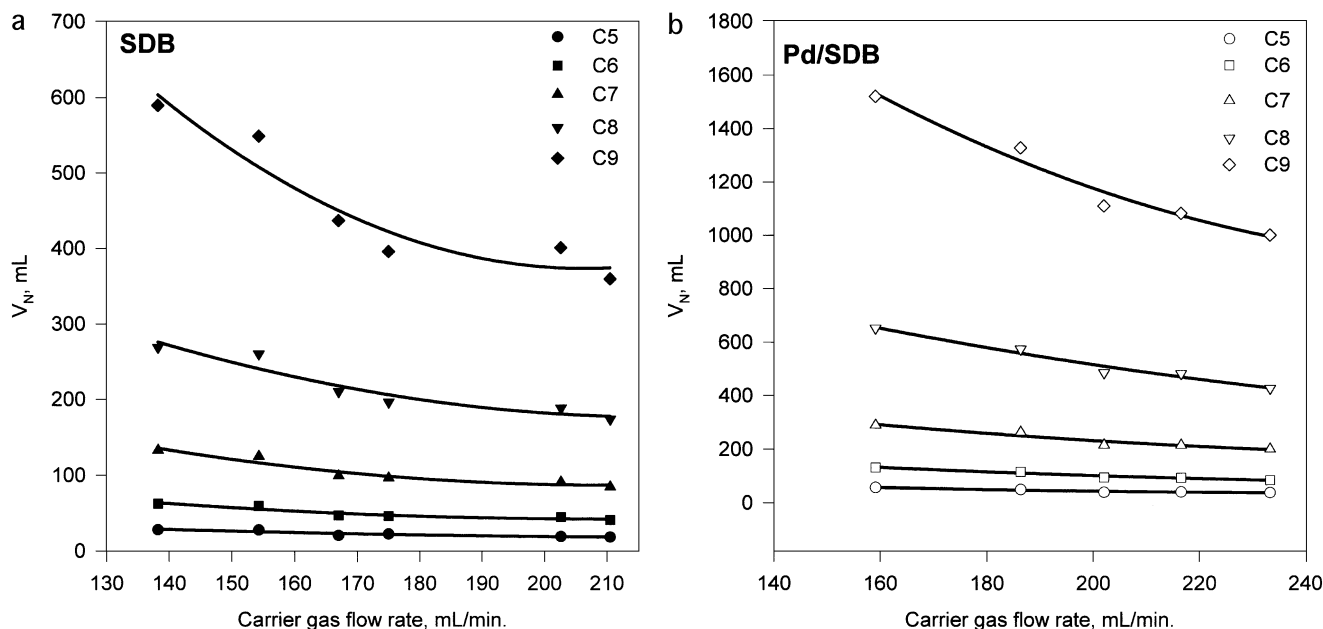 a
SDB
C5
C6
C7
C8
C9
700
600
500
400
300
200
100
0
V_N, mL
130 140 150 160 170 180 190 200 210
Carrier gas flow rate, mL/min.
b
Pd/SDB
C5
C6
C7
C8
C9
1800
1600
1400
1200
1000
800
600
400
200
0
V_N, mL
140 160 180 200 220 240
Carrier gas flow rate, mL/min.